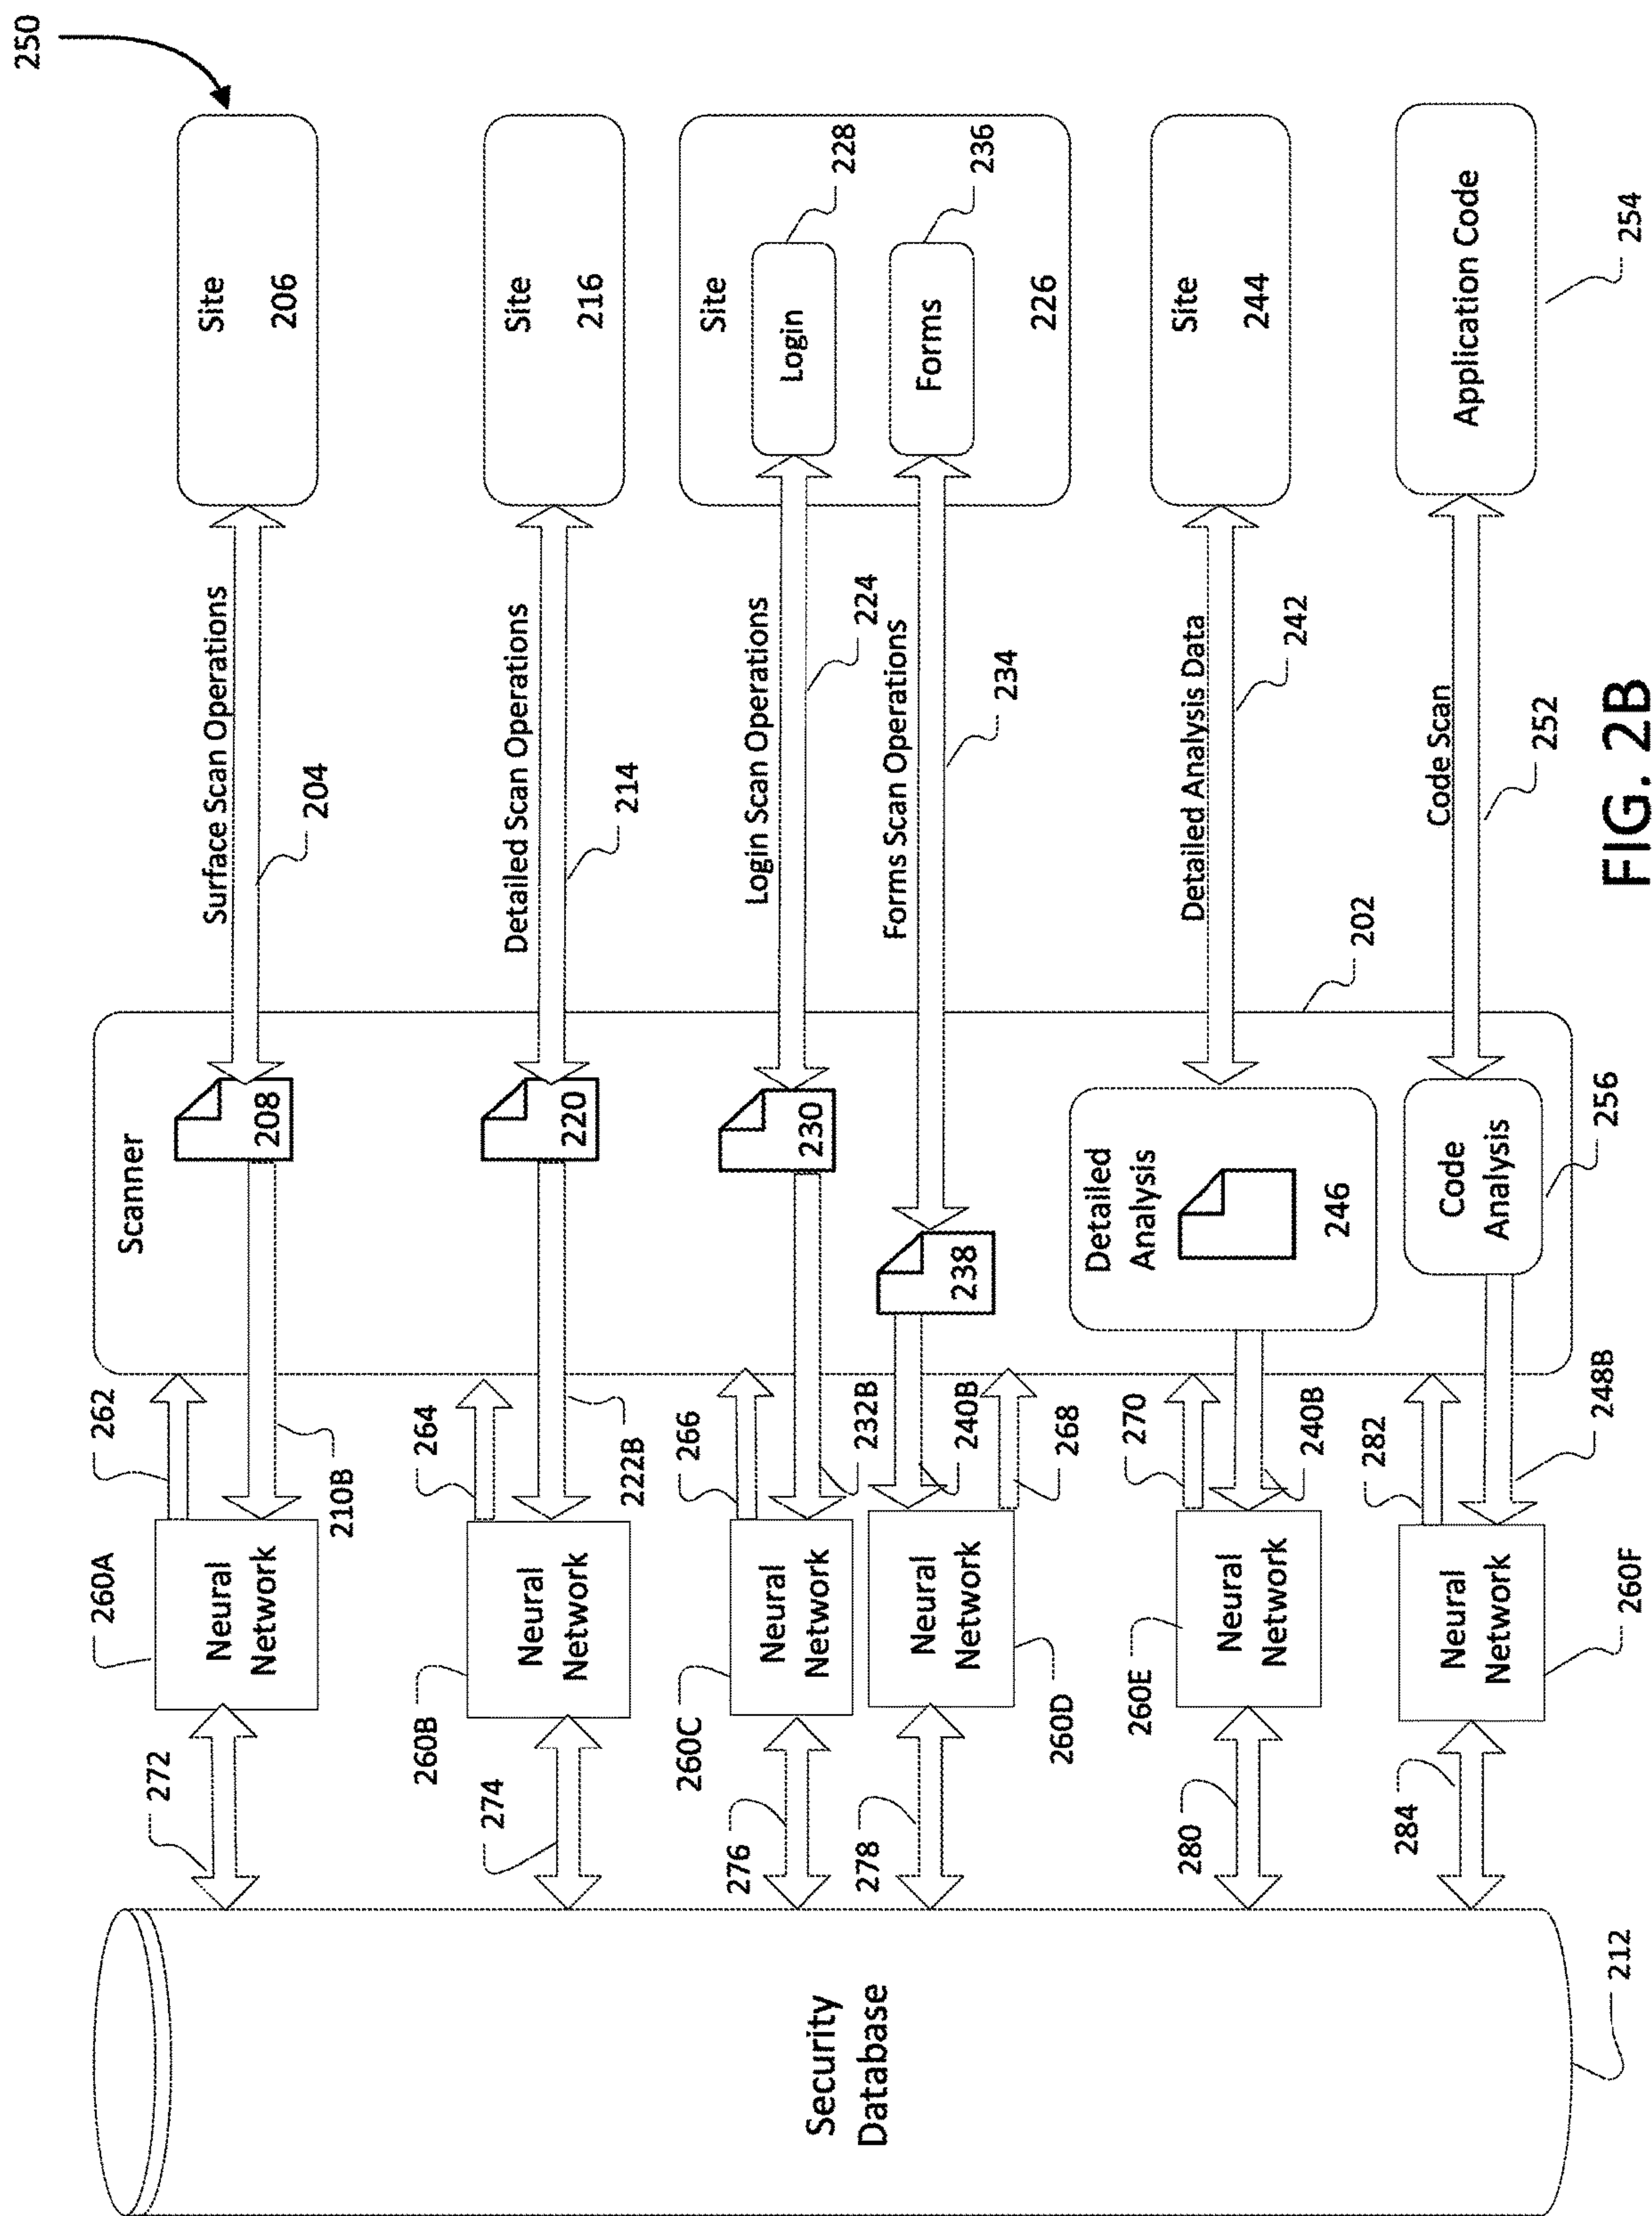 250
Site
206
Surface Scan Operations
204
Scanner
208
262
210B
260A
Neural
Network
272
Site
216
Detailed Scan Operations
214
220
264
222B
260B
Neural
Network
274
Site
Login
228
Forms
236
226
Login Scan Operations
224
Forms Scan Operations
234
230
238
266
232B
240B
268
260C
Neural
Network
Neural
Network
260D
276
278
Site
244
Detailed Analysis Data
242
202
Detailed
Analysis
246
270
240B
260E
Neural
Network
280
Application Code
254
Code Scan
252
Code
Analysis
256
282
248B
Neural
Network
260F
284
Security
Database
212
FIG. 2B